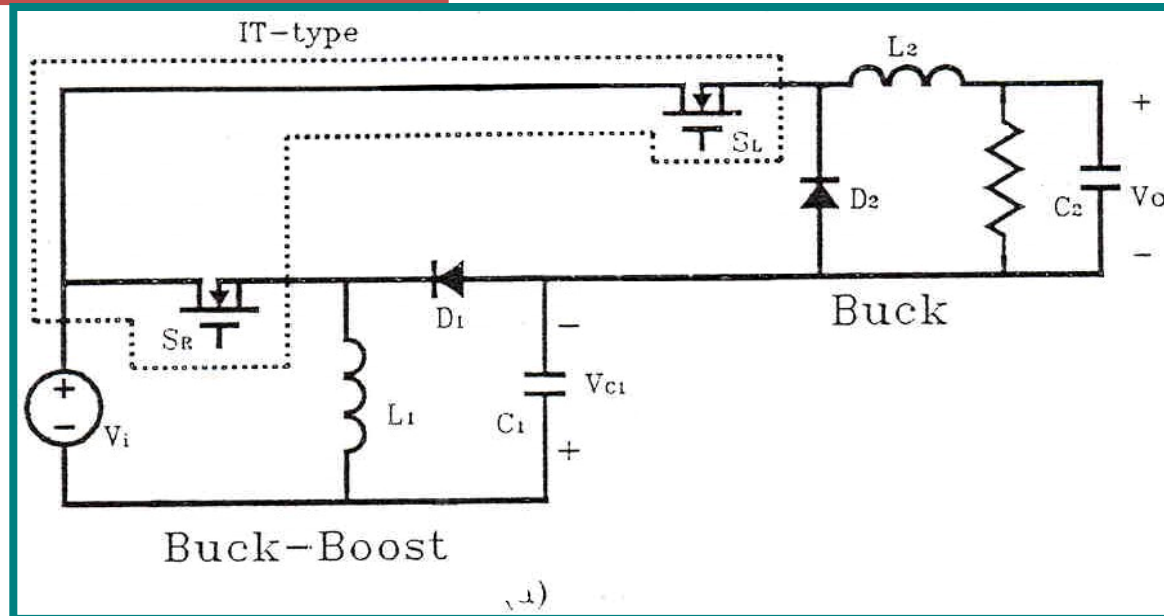 IT-type
L2
+
SL
D2
C2
Vo
-
D1
Buck
SR
-
+
L1
C1
Vc1
-
Vi
+
Buck-Boost